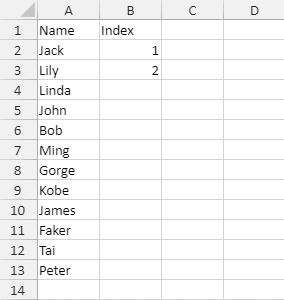 A B C D
1 Name Index
2 Jack 1
3 Lily 2
4 Linda
5 John
6 Bob
7 Ming
8 Gorge
9 Kobe
10 James
11 Faker
12 Tai
13 Peter
14